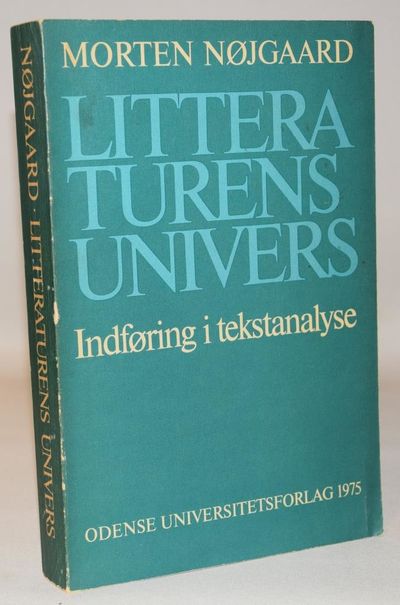 MORTEN NØJGAARD
LITTERA
TURENS
UNIVERS
Indføring i tekstanalyse
ODENSE UNIVERSITETSFORLAG 1975
NØJGAARD · LITTERATURENS UNIVERS